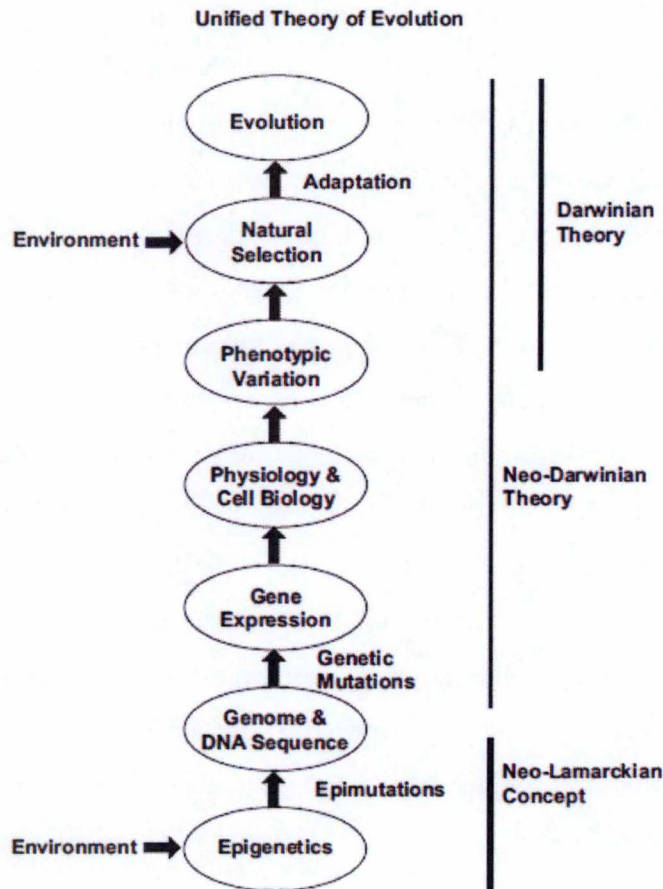 Unified Theory of Evolution
Evolution
Adaptation
Environment
Natural
Selection
Darwinian
Theory
Phenotypic
Variation
Physiology &
Cell Biology
Neo-Darwinian
Theory
Gene
Expression
Genetic
Mutations
Genome &
DNA Sequence
Epimutations
Neo-Lamarckian
Concept
Environment
Epigenetics